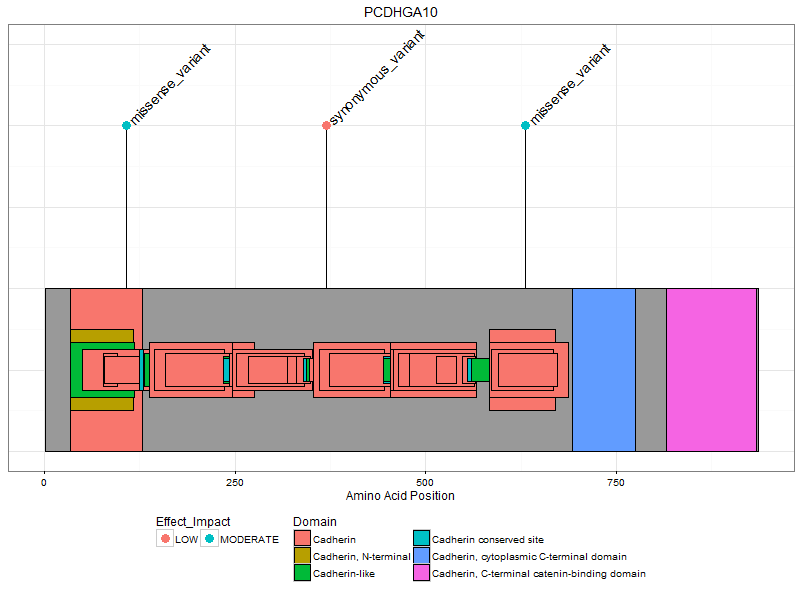 PCDHGA10
missense_variant
synonymous_variant
missense_variant
0 250 500 750
Amino Acid Position
Effect_Impact
LOW MODERATE
Domain
Cadherin
Cadherin, N-terminal
Cadherin-like
Cadherin conserved site
Cadherin, cytoplasmic C-terminal domain
Cadherin, C-terminal catenin-binding domain